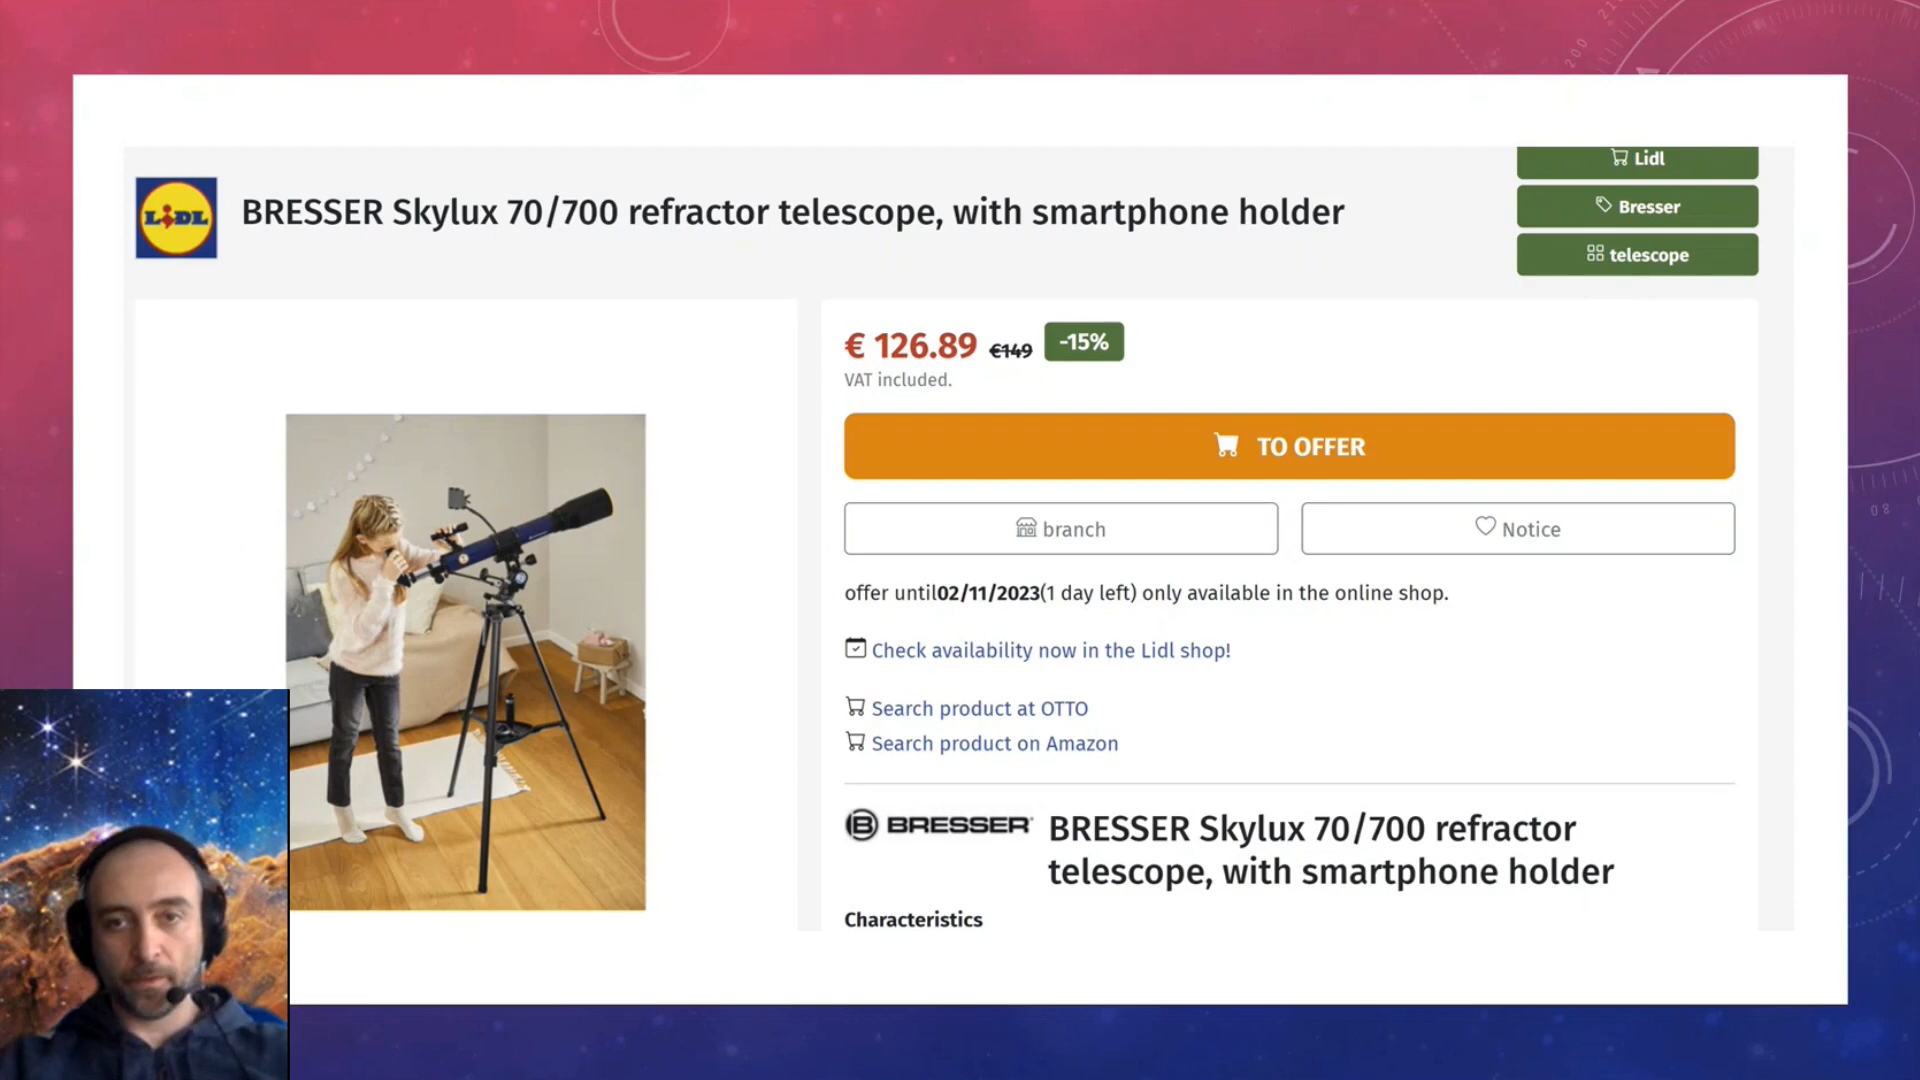 Lidl
LIDL
BRESSER Skylux 70/700 refractor telescope, with smartphone holder
Bresser
telescope
€ 126.89 €149 -15%
VAT included.
TO OFFER
branch
Notice
offer until02/11/2023(1 day left) only available in the online shop.
Check availability now in the Lidl shop!
Search product at OTTO
Search product on Amazon
B BRESSER
BRESSER Skylux 70/700 refractor
telescope, with smartphone holder
Characteristics
200
80